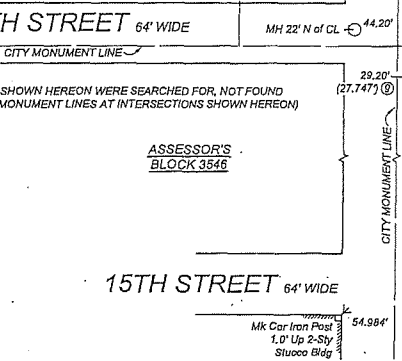 H STREET 64' WIDE
MH 22' N of CL 44.20'
CITY MONUMENT LINE
29.20'
SHOWN HEREON WERE SEARCHED FOR, NOT FOUND
(27.747') 9
MONUMENT LINES AT INTERSECTIONS SHOWN HEREON)
ASSESSOR'S
BLOCK 3546
CITY MONUMENT LINE
15TH STREET 64' WIDE
54.984'
Mk Cor Iron Post
1.0' Up 2-Sty
Stucco Bldg